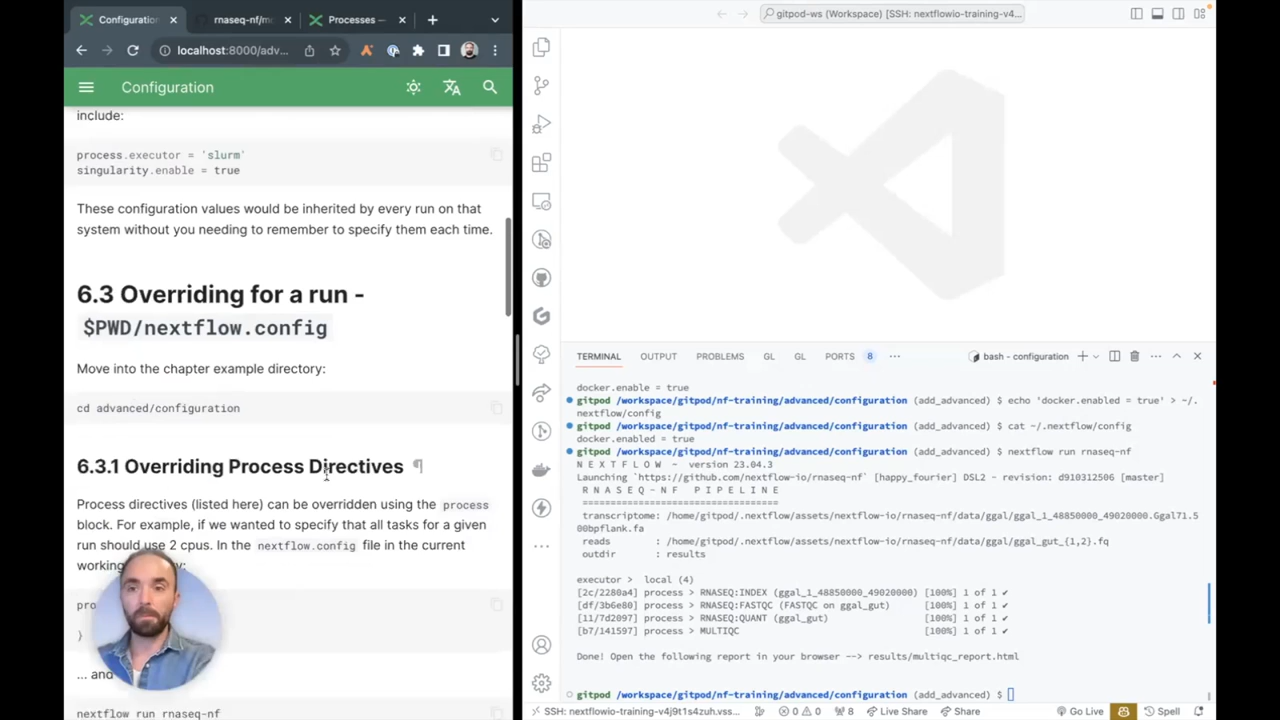 Configuration
rnaseq-nf/m
Processes —
localhost:8000/adv...
gitpod-ws (Workspace) [SSH: nextflowio-training-v4...
Configuration
include:
process.executor = 'slurm'
singularity.enable = true
These configuration values would be inherited by every run on that
system without you needing to remember to specify them each time.
6.3 Overriding for a run -
$PWD/nextflow.config
Move into the chapter example directory:
cd advanced/configuration
6.3.1 Overriding Process Directives ¶
Process directives (listed here) can be overridden using the process
block. For example, if we wanted to specify that all tasks for a given
run should use 2 cpus. In the nextflow.config file in the current
}
... and
nextflow run rnaseq-nf
TERMINAL OUTPUT PROBLEMS GL GL PORTS 8 ...
bash - configuration
docker.enable = true
gitpod /workspace/gitpod/nf-training/advanced/configuration (add_advanced) $ echo 'docker.enabled = true' > ~/.
nextflow/config
gitpod /workspace/gitpod/nf-training/advanced/configuration (add_advanced) $ cat ~/.nextflow/config
docker.enabled = true
gitpod /workspace/gitpod/nf-training/advanced/configuration (add_advanced) $ nextflow run rnaseq-nf
N E X T F L O W ~ version 23.04.3
Launching `https://github.com/nextflow-io/rnaseq-nf` [happy_fourier] DSL2 - revision: d910312506 [master]
R N A S E Q - N F P I P E L I N E
===================================
transcriptome: /home/gitpod/.nextflow/assets/nextflow-io/rnaseq-nf/data/ggal/ggal_1_48850000_49020000.Ggal71.5
00bpflank.fa
reads : /home/gitpod/.nextflow/assets/nextflow-io/rnaseq-nf/data/ggal/ggal_gut_{1,2}.fq
outdir : results
executor > local (4)
[2c/2280a4] process > RNASEQ:INDEX (ggal_1_48850000_49020000) [100%] 1 of 1 ✔
[df/3b6e80] process > RNASEQ:FASTQC (FASTQC on ggal_gut) [100%] 1 of 1 ✔
[11/7d2097] process > RNASEQ:QUANT (ggal_gut) [100%] 1 of 1 ✔
[b7/141597] process > MULTIQC [100%] 1 of 1 ✔
Done! Open the following report in your browser --> results/multiqc_report.html
gitpod /workspace/gitpod/nf-training/advanced/configuration (add_advanced) $
SSH: nextflowio-training-v4j9t1s4zuh.vss... 0 0 8 Live Share Share Go Live Spell